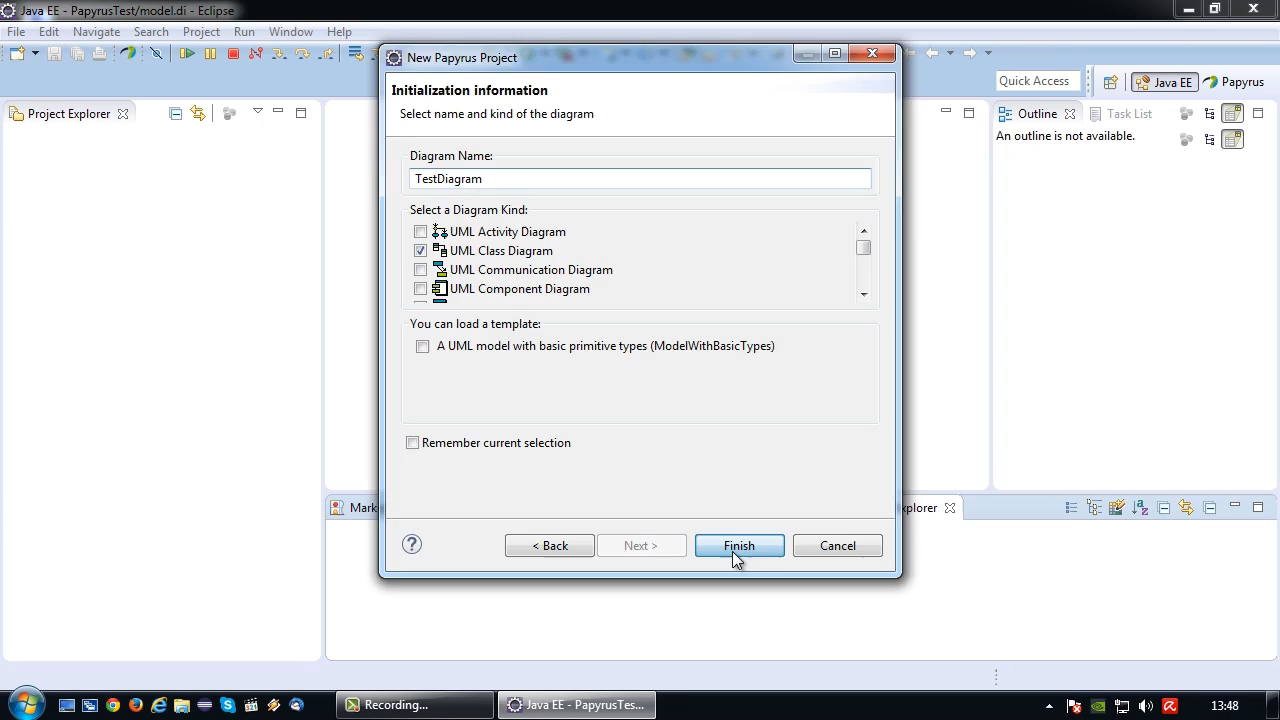 Java EE - PapyrusTest/model.di - Eclipse
File Edit Navigate Search Project Run Window Help
Quick Access
Java EE
Papyrus
Project Explorer
New Papyrus Project
Initialization information
Select name and kind of the diagram
Diagram Name:
TestDiagram
Select a Diagram Kind:
UML Activity Diagram
UML Class Diagram
UML Communication Diagram
UML Component Diagram
You can load a template:
A UML model with basic primitive types (ModelWithBasicTypes)
Remember current selection
< Back
Next >
Finish
Cancel
Outline
Task List
An outline is not available.
Mark
xplorer
Recording...
Java EE - PapyrusTes...
13:48